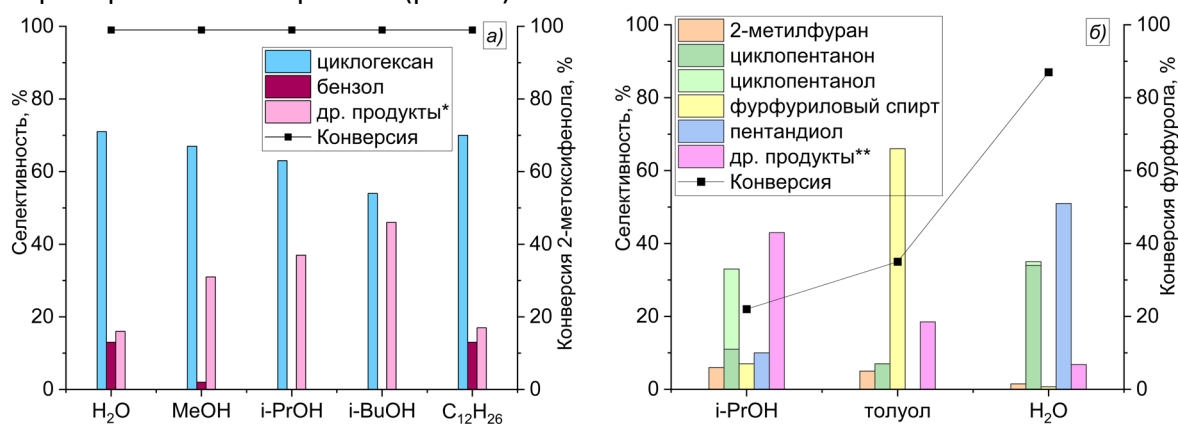 а)
100
80
60
40
20
0
Селективность, %
циклогексан
бензол
др. продукты*
Конверсия
100
80
60
40
20
0
Конверсия 2-метоксифенола, %
H₂O MeOH i-PrOH i-BuOH C₁₂H₂₆
б)
100
80
60
40
20
0
Селективность, %
2-метилфуран
циклопентанон
циклопентанол
фурфуриловый спирт
пентандиол
др. продукты**
Конверсия
100
80
60
40
20
0
Конверсия фурфурола, %
i-PrOH толуол H₂O